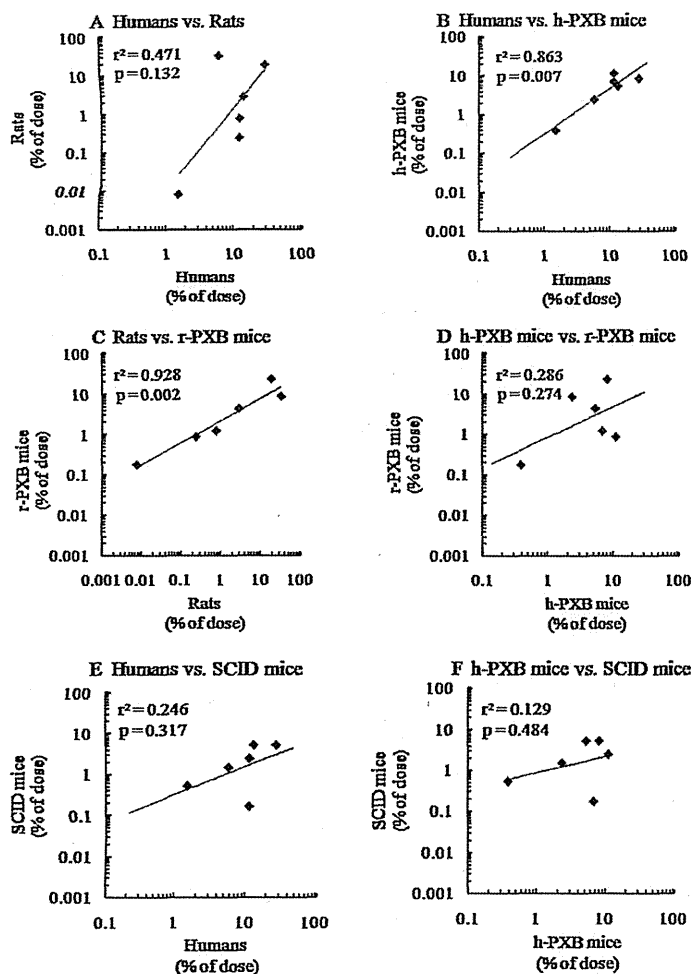 A Humans vs. Rats
r² = 0.471
p = 0.132
100
10
1
0.1
0.01
0.001
Rats
(% of dose)
0.1 1 10 100
Humans
(% of dose)
B Humans vs. h-PXB mice
r² = 0.863
p = 0.007
100
10
1
0.1
0.01
0.001
h-PXB mice
(% of dose)
0.1 1 10 100
Humans
(% of dose)
C Rats vs. r-PXB mice
r² = 0.928
p = 0.002
100
10
1
0.1
0.01
0.001
r-PXB mice
(% of dose)
0.001 0.01 0.1 1 10 100
Rats
(% of dose)
D h-PXB mice vs. r-PXB mice
r² = 0.286
p = 0.274
100
10
1
0.1
0.01
0.001
r-PXB mice
(% of dose)
0.1 1 10 100
h-PXB mice
(% of dose)
E Humans vs. SCID mice
r² = 0.246
p = 0.317
100
10
1
0.1
0.01
0.001
SCID mice
(% of dose)
0.1 1 10 100
Humans
(% of dose)
F h-PXB mice vs. SCID mice
r² = 0.129
p = 0.484
100
10
1
0.1
0.01
0.001
SCID mice
(% of dose)
0.1 1 10 100
h-PXB mice
(% of dose)